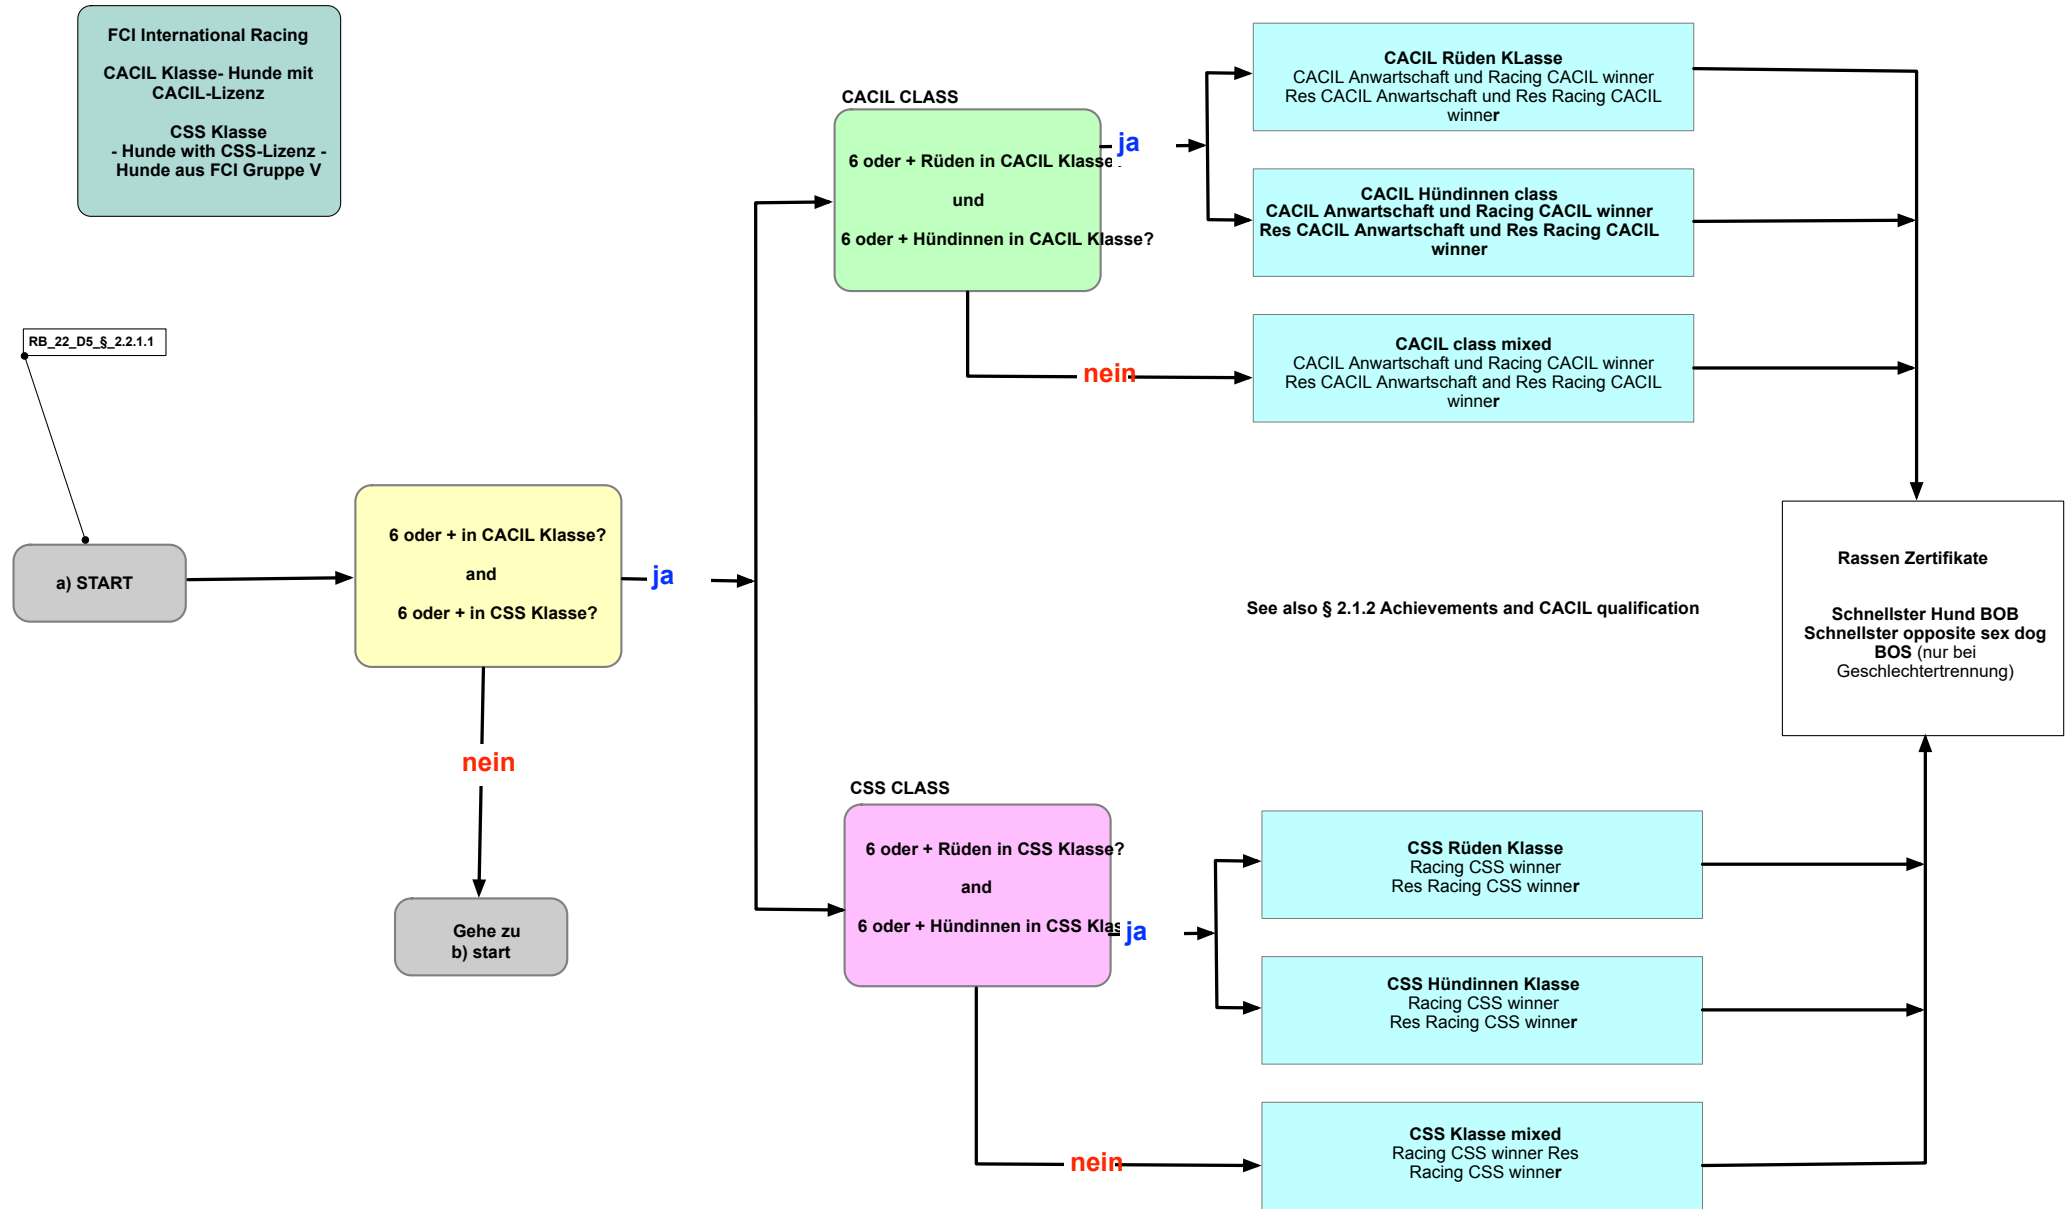 FCI International Racing
CACIL Klasse- Hunde mit
CACIL-Lizenz
CSS Klasse
- Hunde with CSS-Lizenz -
Hunde aus FCI Gruppe V
RB_22_D5_§_2.2.1.1
a) START
6 oder + in CACIL Klasse?
and
6 oder + in CSS Klasse?
ja
nein
Gehe zu
b) start
CACIL CLASS
6 oder + Rüden in CACIL Klasse
und
6 oder + Hündinnen in CACIL Klasse?
ja
nein
CACIL Rüden KLasse
CACIL Anwartschaft und Racing CACIL winner
Res CACIL Anwartschaft und Res Racing CACIL
winner
CACIL Hündinnen class
CACIL Anwartschaft und Racing CACIL winner
Res CACIL Anwartschaft und Res Racing CACIL
winner
CACIL class mixed
CACIL Anwartschaft und Racing CACIL winner
Res CACIL Anwartschaft and Res Racing CACIL
winner
See also § 2.1.2 Achievements and CACIL qualification
Rassen Zertifikate
Schnellster Hund BOB
Schnellster opposite sex dog
BOS (nur bei
Geschlechtertrennung)
CSS CLASS
6 oder + Rüden in CSS Klasse?
and
6 oder + Hündinnen in CSS Klas
ja
nein
CSS Rüden Klasse
Racing CSS winner
Res Racing CSS winner
CSS Hündinnen Klasse
Racing CSS winner
Res Racing CSS winner
CSS Klasse mixed
Racing CSS winner Res
Racing CSS winner